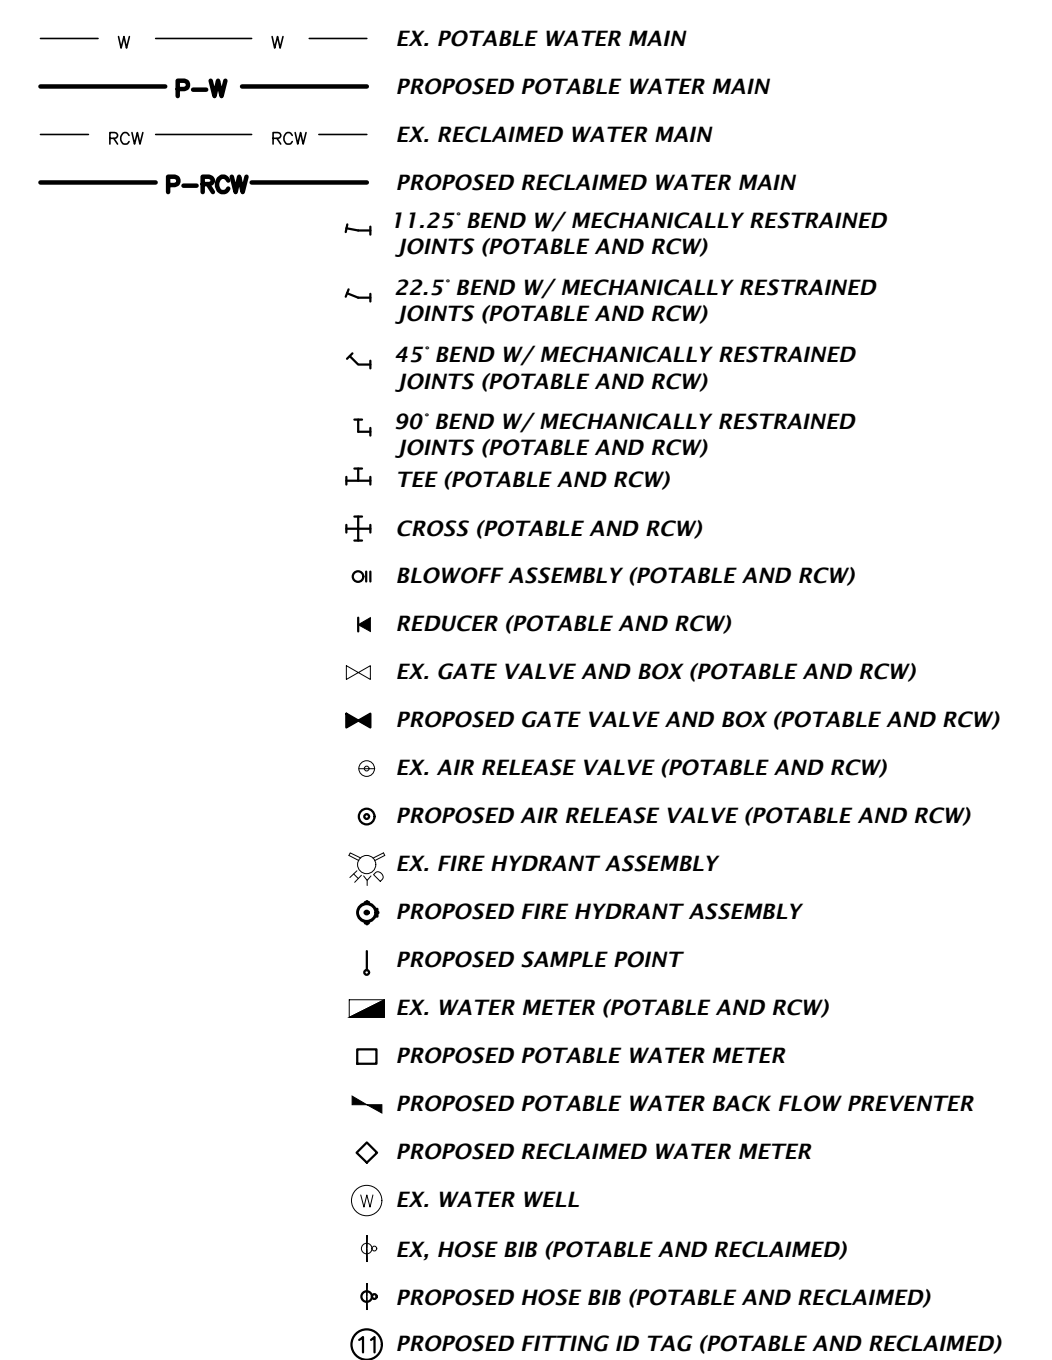 W W EX. POTABLE WATER MAIN
P-W PROPOSED POTABLE WATER MAIN
RCW RCW EX. RECLAIMED WATER MAIN
P-RCW PROPOSED RECLAIMED WATER MAIN
11.25° BEND W/ MECHANICALLY RESTRAINED
JOINTS (POTABLE AND RCW)
22.5° BEND W/ MECHANICALLY RESTRAINED
JOINTS (POTABLE AND RCW)
45° BEND W/ MECHANICALLY RESTRAINED
JOINTS (POTABLE AND RCW)
90° BEND W/ MECHANICALLY RESTRAINED
JOINTS (POTABLE AND RCW)
TEE (POTABLE AND RCW)
CROSS (POTABLE AND RCW)
BLOWOFF ASSEMBLY (POTABLE AND RCW)
REDUCER (POTABLE AND RCW)
EX. GATE VALVE AND BOX (POTABLE AND RCW)
PROPOSED GATE VALVE AND BOX (POTABLE AND RCW)
EX. AIR RELEASE VALVE (POTABLE AND RCW)
PROPOSED AIR RELEASE VALVE (POTABLE AND RCW)
HYD EX. FIRE HYDRANT ASSEMBLY
PROPOSED FIRE HYDRANT ASSEMBLY
PROPOSED SAMPLE POINT
EX. WATER METER (POTABLE AND RCW)
PROPOSED POTABLE WATER METER
PROPOSED POTABLE WATER BACK FLOW PREVENTER
PROPOSED RECLAIMED WATER METER
W EX. WATER WELL
EX, HOSE BIB (POTABLE AND RECLAIMED)
PROPOSED HOSE BIB (POTABLE AND RECLAIMED)
11 PROPOSED FITTING ID TAG (POTABLE AND RECLAIMED)